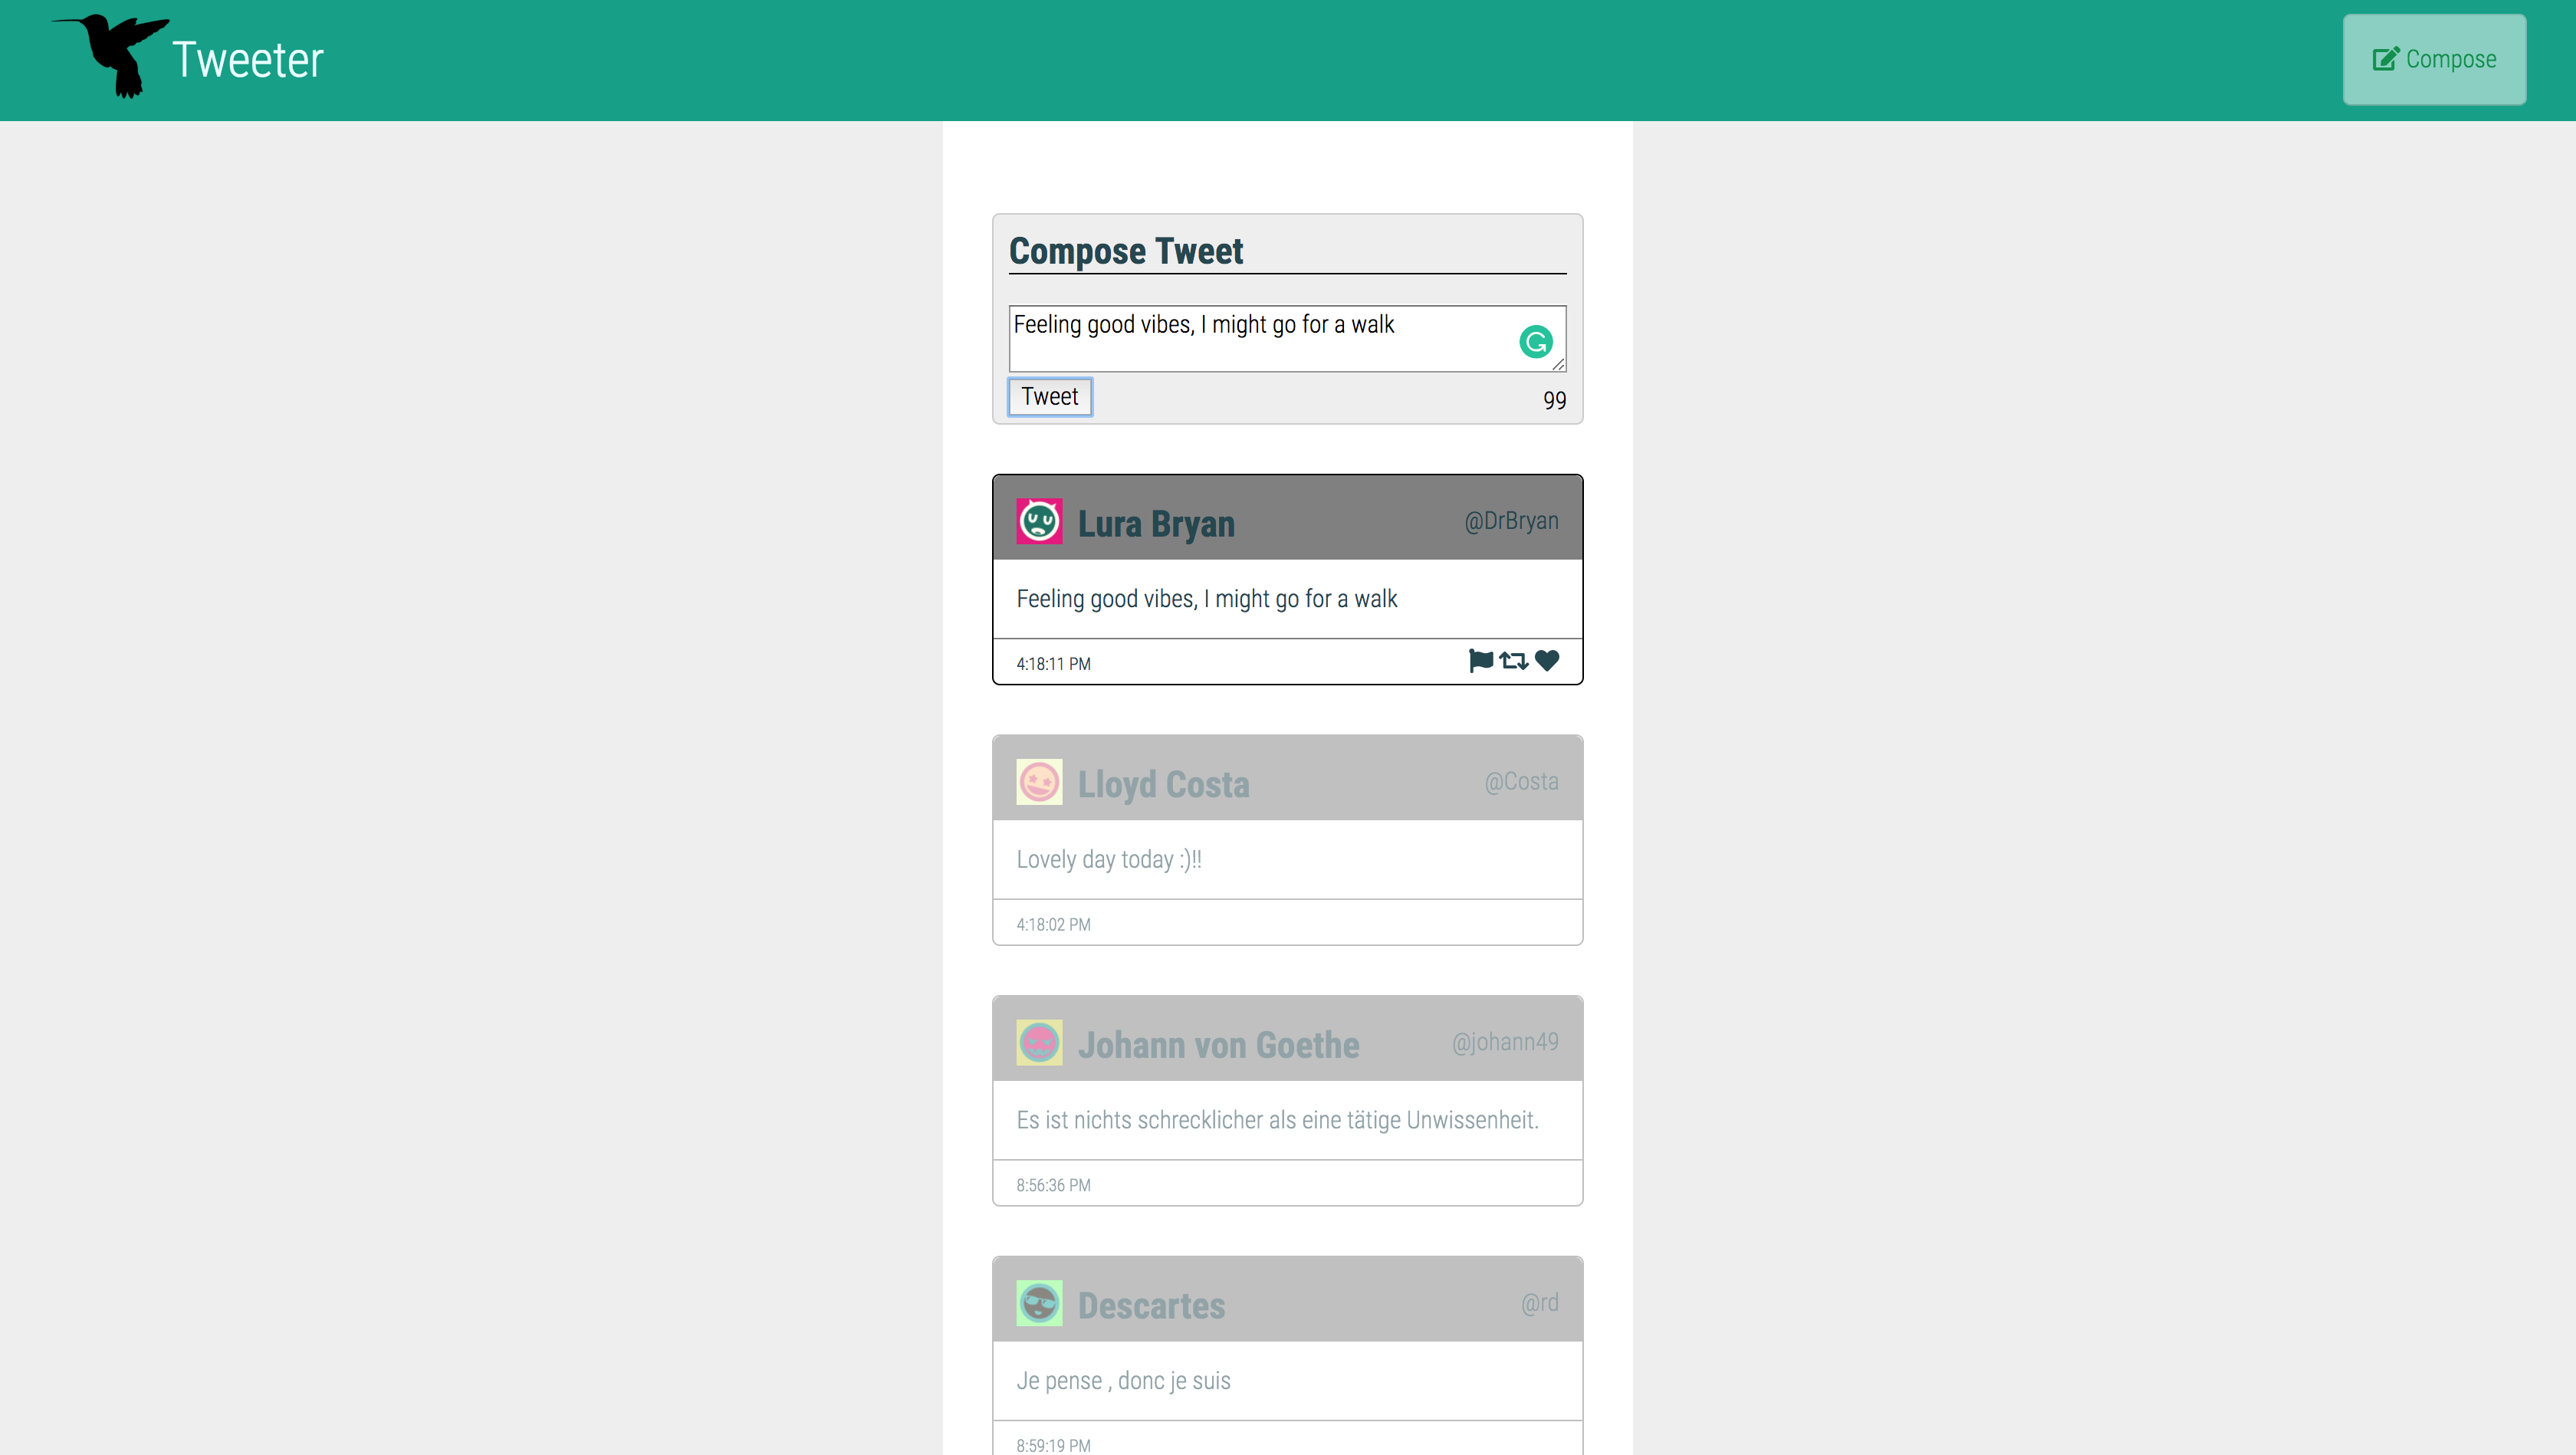 Tweeter
Compose
Compose Tweet
Feeling good vibes, I might go for a walk
Tweet
99
Lura Bryan
@DrBryan
Feeling good vibes, I might go for a walk
4:18:11 PM
Lloyd Costa
@Costa
Lovely day today :)!!
4:18:02 PM
Johann von Goethe
@johann49
Es ist nichts schrecklicher als eine tätige Unwissenheit.
8:56:36 PM
Descartes
@rd
Je pense , donc je suis
8:59:19 PM